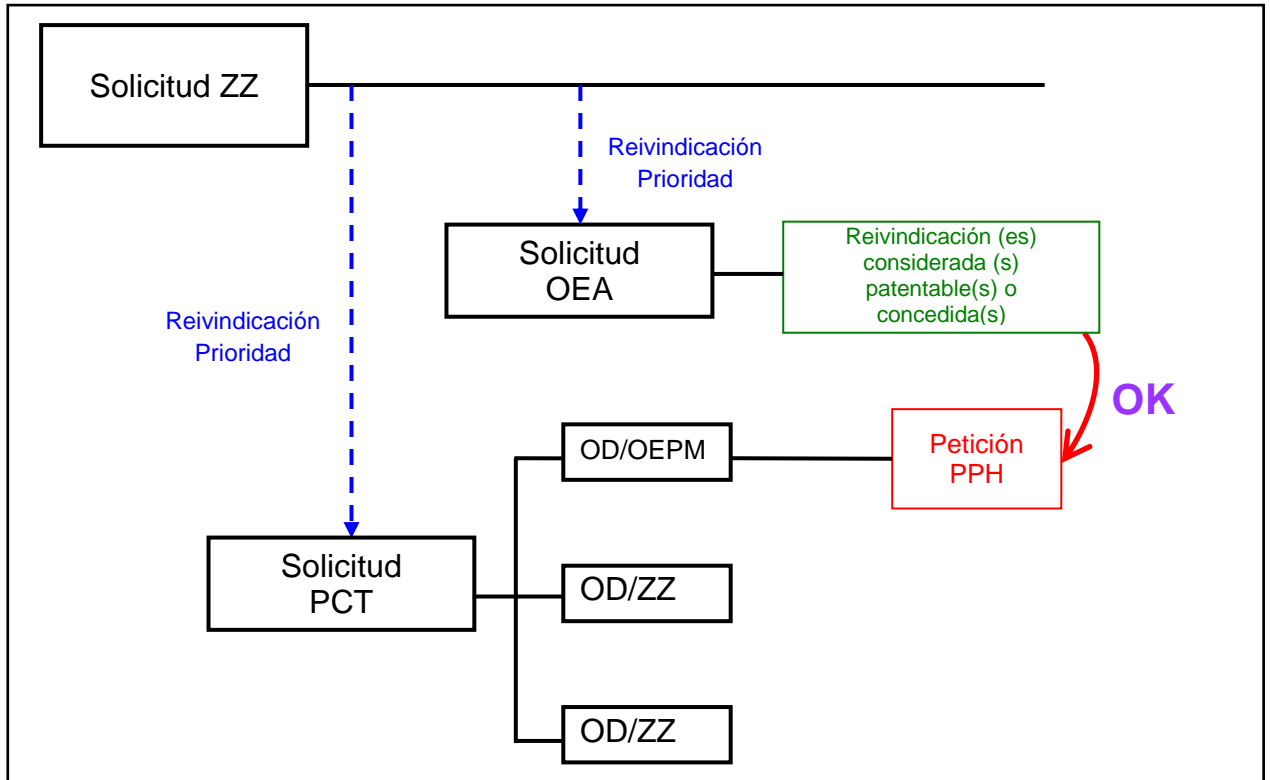 Solicitud ZZ
Reivindicación
Prioridad
Solicitud
OEA
Reivindicación (es)
considerada (s)
patentable(s) o
concedida(s)
Reivindicación
Prioridad
OK
OD/OEPM
Petición
PPH
Solicitud
PCT
OD/ZZ
OD/ZZ